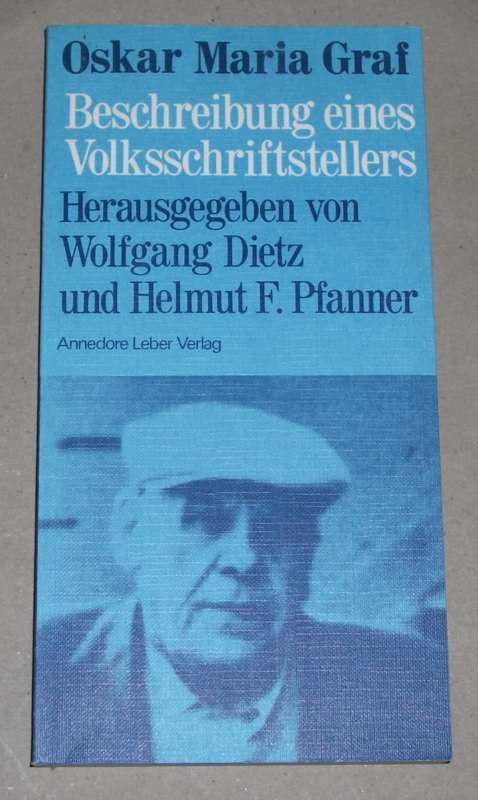 Oskar Maria Graf
Beschreibung eines
Volksschriftstellers
Herausgegeben von
Wolfgang Dietz
und Helmut F. Pfanner
Annedore Leber Verlag